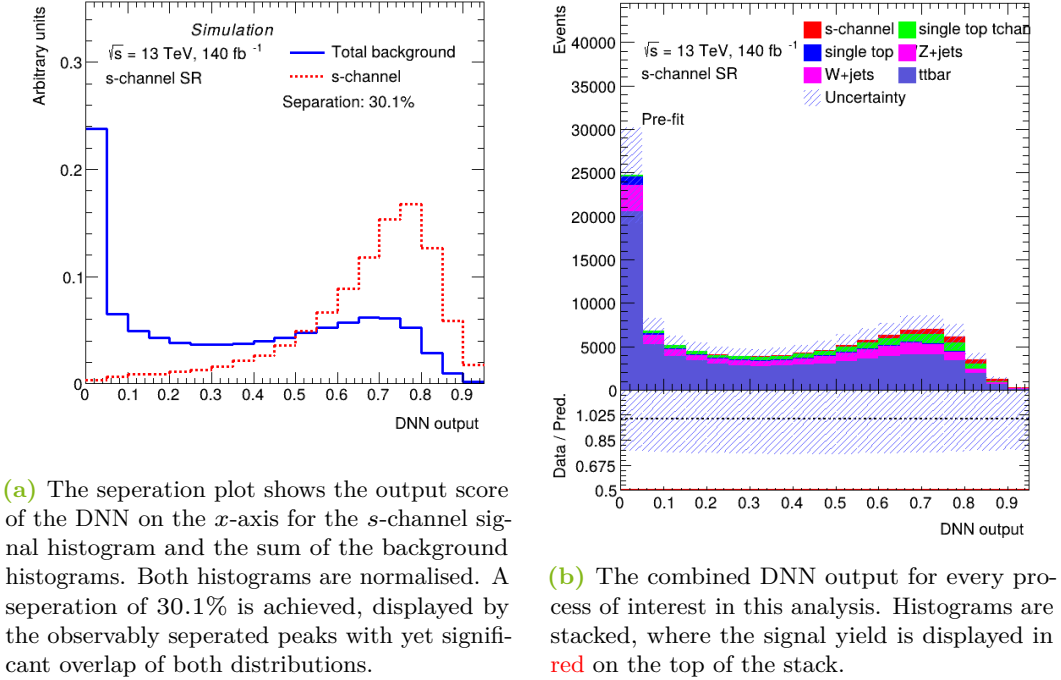 Arbitrary units
Simulation
√s = 13 TeV, 140 fb -1
s-channel SR
Total background
s-channel
Separation: 30.1%
0.3
0.2
0.1
0
0 0.1 0.2 0.3 0.4 0.5 0.6 0.7 0.8 0.9
DNN output
(a) The seperation plot shows the output score
of the DNN on the x-axis for the s-channel sig-
nal histogram and the sum of the background
histograms. Both histograms are normalised. A
seperation of 30.1% is achieved, displayed by
the observably seperated peaks with yet signifi-
cant overlap of both distributions.
Events
√s = 13 TeV, 140 fb -1
s-channel SR
Pre-fit
s-channel
single top tchan
single top
Z+jets
W+jets
ttbar
Uncertainty
40000
35000
30000
25000
20000
15000
10000
5000
0
Data / Pred.
1.025
0.85
0.675
0.5
0 0.1 0.2 0.3 0.4 0.5 0.6 0.7 0.8 0.9
DNN output
(b) The combined DNN output for every pro-
cess of interest in this analysis. Histograms are
stacked, where the signal yield is displayed in
red on the top of the stack.